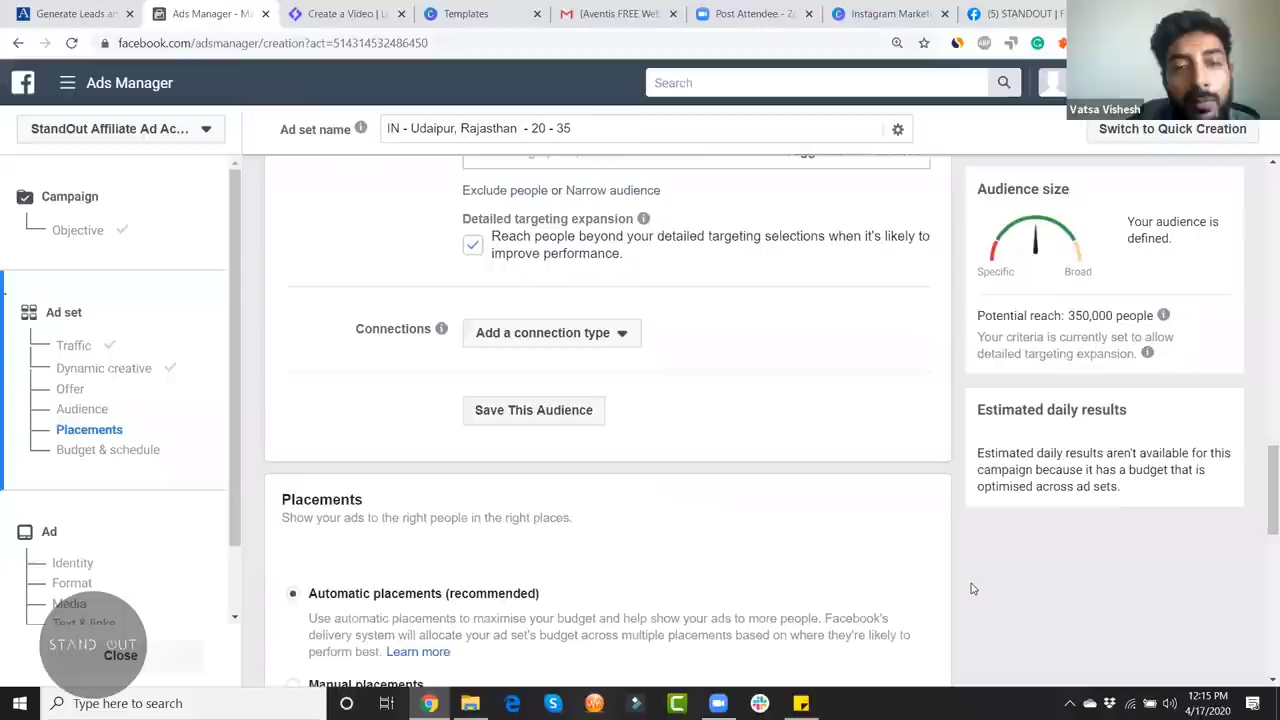 Generate Leads an
Ads Manager - M
Create a Video | L
Templates
[Aventis FREE Web
Post Attendee - Z
Instagram Market
(5) STANDOUT | F
facebook.com/adsmanager/creation?act=514314532486450
Ads Manager
Search
Vatsa Vishesh
StandOut Affiliate Ad Ac...
Ad set name
IN - Udaipur, Rajasthan - 20 - 35
Switch to Quick Creation
Campaign
Objective
Ad set
Traffic
Dynamic creative
Offer
Audience
Placements
Budget & schedule
Ad
Identity
Format
Media
Text & links
STAND OUT
Close
Exclude people or Narrow audience
Detailed targeting expansion
Reach people beyond your detailed targeting selections when it's likely to
improve performance.
Connections
Add a connection type
Save This Audience
Placements
Show your ads to the right people in the right places.
Automatic placements (recommended)
Use automatic placements to maximise your budget and help show your ads to more people. Facebook's
delivery system will allocate your ad set's budget across multiple placements based on where they're likely to
perform best. Learn more
Manual placements
Audience size
Your audience is
defined.
Specific
Broad
Potential reach: 350,000 people
Your criteria is currently set to allow
detailed targeting expansion.
Estimated daily results
Estimated daily results aren't available for this
campaign because it has a budget that is
optimised across ad sets.
Type here to search
12:15 PM
4/17/2020